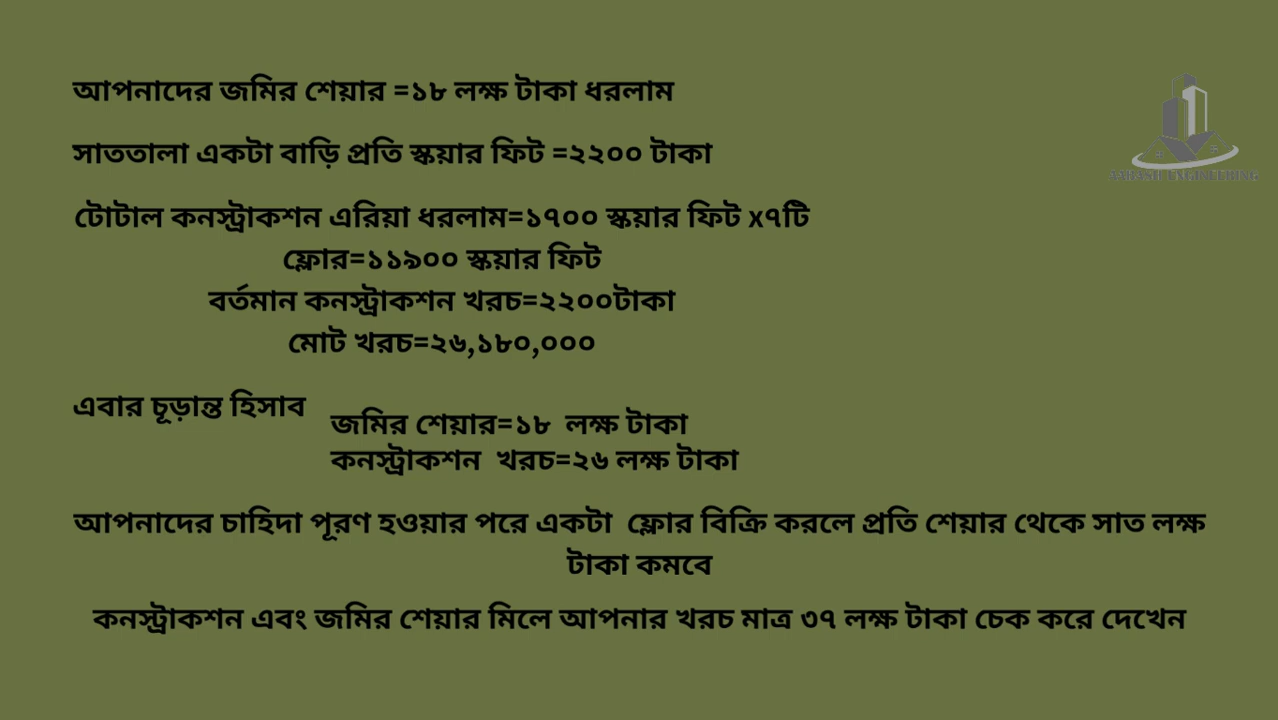 আপনাদের জমির শেয়ার =১৮ লক্ষ টাকা ধরলাম
সাততালা একটা বাড়ি প্রতি স্কয়ার ফিট =২২০০ টাকা
টোটাল কনস্ট্রাকশন এরিয়া ধরলাম=১৭০০ স্কয়ার ফিট x৭টি
ফ্লোর=১১৯০০ স্কয়ার ফিট
বর্তমান কনস্ট্রাকশন খরচ=২২০০টাকা
মোট খরচ=২৬,১৮০,০০০
এবার চূড়ান্ত হিসাব
জমির শেয়ার=১৮ লক্ষ টাকা
কনস্ট্রাকশন খরচ=২৬ লক্ষ টাকা
আপনাদের চাহিদা পূরণ হওয়ার পরে একটা ফ্লোর বিক্রি করলে প্রতি শেয়ার থেকে সাত লক্ষ
টাকা কমবে
কনস্ট্রাকশন এবং জমির শেয়ার মিলে আপনার খরচ মাত্র ৩৭ লক্ষ টাকা চেক করে দেখেন
ENGINEERING